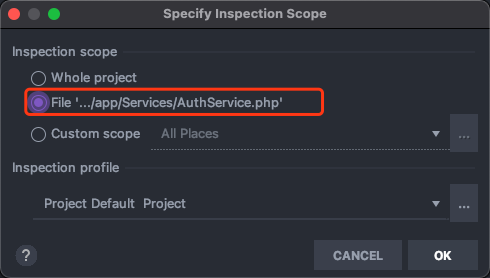 Specify Inspection Scope
Inspection scope
Whole project
File '.../app/Services/AuthService.php'
Custom scope All Places ...
Inspection profile
Project Default Project ...
? CANCEL OK